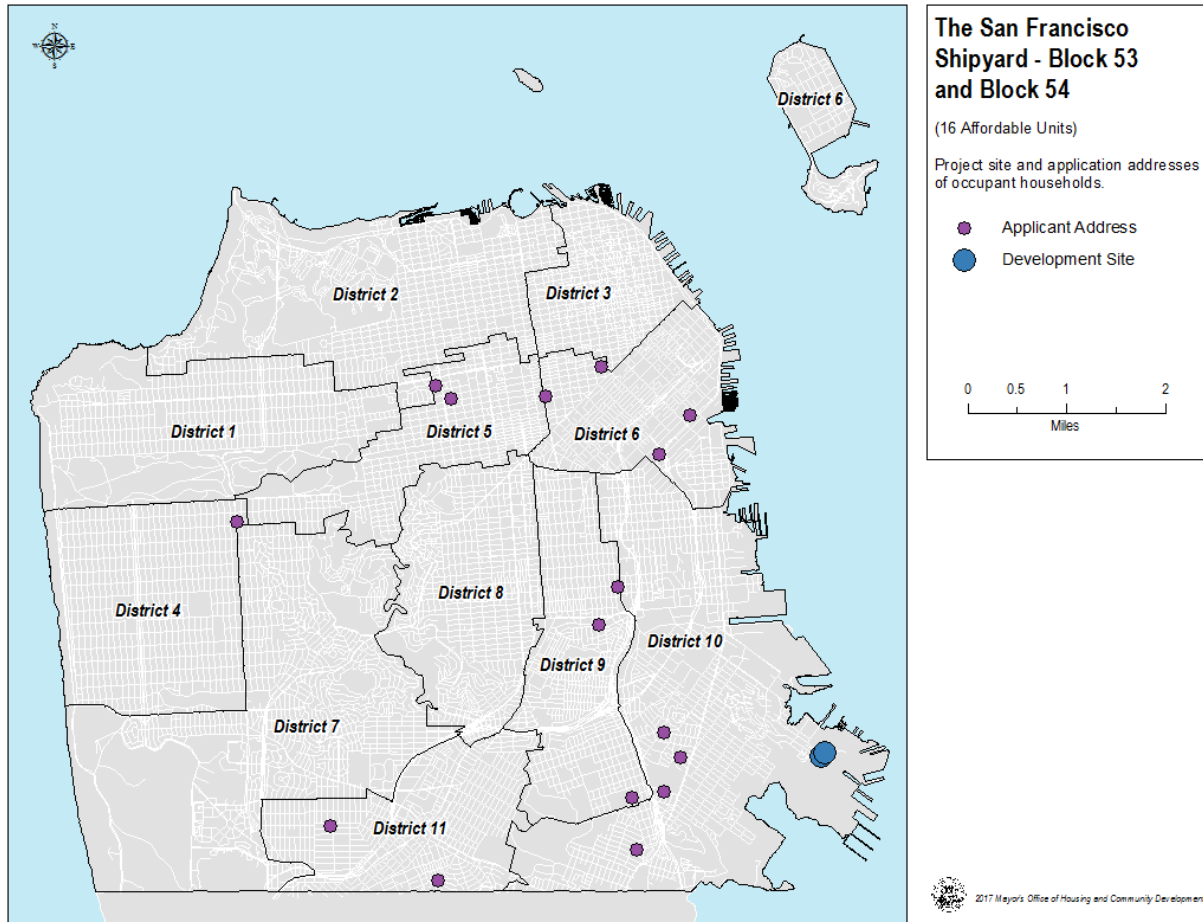 N
W E
S
District 6
District 2
District 3
District 1
District 5
District 6
District 4
District 8
District 10
District 9
District 7
District 11
The San Francisco
Shipyard - Block 53
and Block 54
(16 Affordable Units)
Project site and application addresses
of occupant households.
Applicant Address
Development Site
0 0.5 1 2
Miles
2017 Mayor's Office of Housing and Community Development